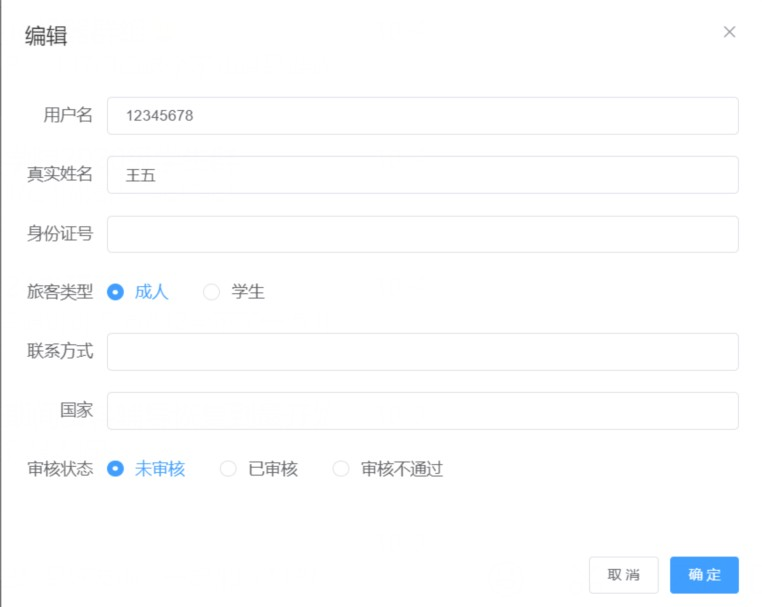 编辑
用户名 12345678
真实姓名 王五
身份证号
旅客类型 成人 学生
联系方式
国家
审核状态 未审核 已审核 审核不通过
取消 确定